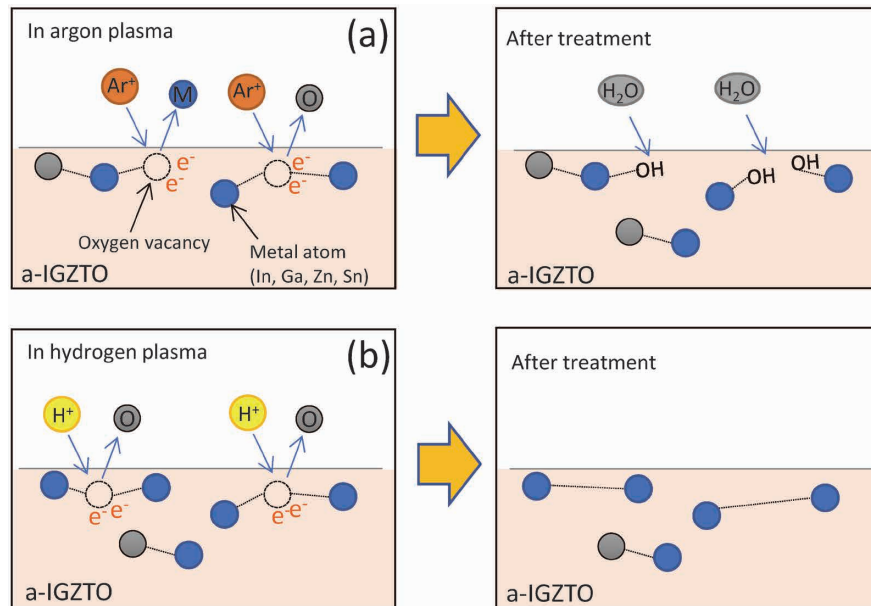 In argon plasma
(a)
Ar⁺
M
Ar⁺
O
e⁻
e⁻
e⁻
e⁻
Oxygen vacancy
Metal atom
(In, Ga, Zn, Sn)
a-IGZTO
After treatment
H₂O
H₂O
OH
OH
OH
a-IGZTO
In hydrogen plasma
(b)
H⁺
O
H⁺
O
e⁻ e⁻
e⁻ e⁻
a-IGZTO
After treatment
a-IGZTO